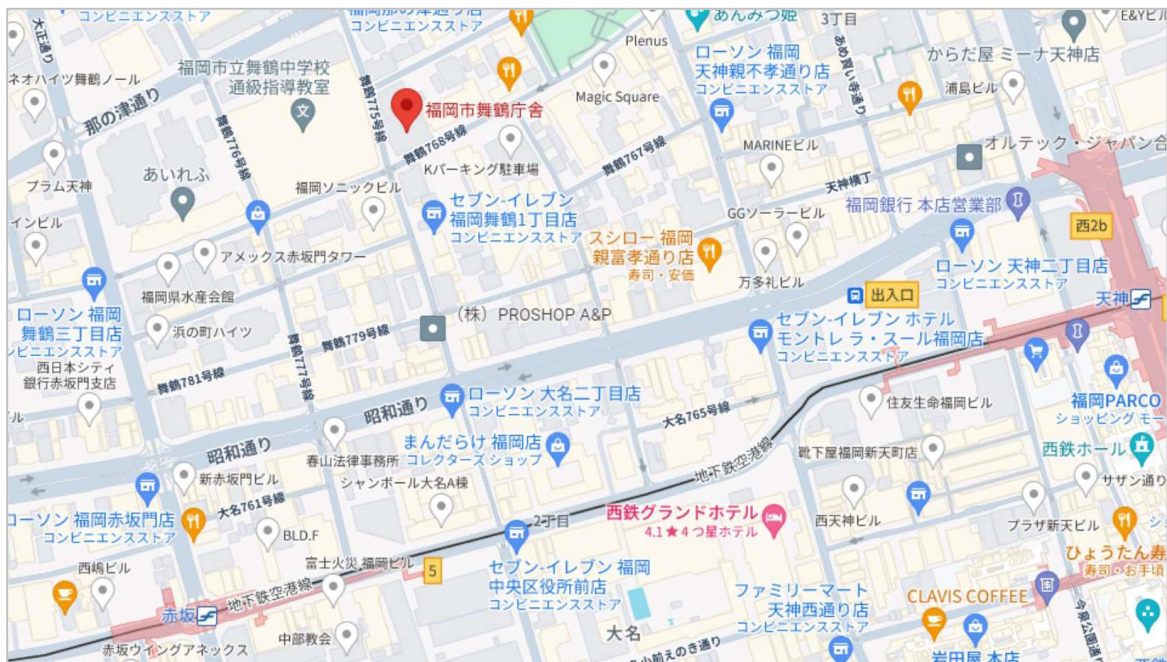 福岡那の津通り店
コンビニエンスストア
あんみつ姫
3丁目
E&Yビル
大正通り
Plenus
ローソン 福岡
天神親不孝通り店
コンビニエンスストア
あめ買い寺通り
からだ屋 ミーナ天神店
浦島ビル
福岡市立舞鶴中学校
通級指導教室
ネオハイツ舞鶴ノール
那の津通り
舞鶴775号線
福岡市舞鶴庁舎
Magic Square
舞鶴776号線
舞鶴768号線
Kパーキング駐車場
舞鶴767号線
MARINEビル
オルテック・ジャパン合
プラム天神
あいれふ
福岡ソニックビル
天神横丁
セブン-イレブン
福岡舞鶴1丁目店
コンビニエンスストア
GGソーラービル
福岡銀行 本店営業部
西2b
インビル
アメックス赤坂門タワー
スシロー 福岡
親富孝通り店
寿司・安価
万多礼ビル
ローソン 天神二丁目店
コンビニエンスストア
福岡県水産会館
出入口
天神
ローソン 福岡
舞鶴三丁目店
ンビニエンスストア
浜の町ハイツ
(株)PROSHOP A&P
セブン-イレブン ホテル
モントレ ラ・スール福岡店
コンビニエンスストア
舞鶴779号線
舞鶴777号線
西日本シティ
銀行赤坂門支店
舞鶴781号線
ローソン 大名二丁目店
コンビニエンスストア
昭和通り
大名765号線
住友生命福岡ビル
福岡PARCO
ショッピング モー
まんだらけ 福岡店
コレクターズ ショップ
昭和通り
春山法律事務所
地下鉄空港線
靴下屋福岡新天町店
西鉄ホール
サザン通り
新赤坂門ビル
シャンボール大名A棟
大名761号線
ローソン 福岡赤坂門店
コンビニエンスストア
BLD.F
2丁目
西鉄グランドホテル
4.1★4 つ星ホテル
西天神ビル
プラザ新天ビル
シ
ひょうたん寿
寿司・お手頃
西嶋ビル
富士火災 福岡ビル
5
セブン-イレブン 福岡
中央区役所前店
コンビニエンスストア
ファミリーマート
天神西通り店
コンビニエンスストア
CLAVIS COFFEE
地下鉄空港線
赤坂
中部教会
大名
今泉公園通
赤坂ウイングアネックス
小前えのき通り
岩田屋 本店
西鉄